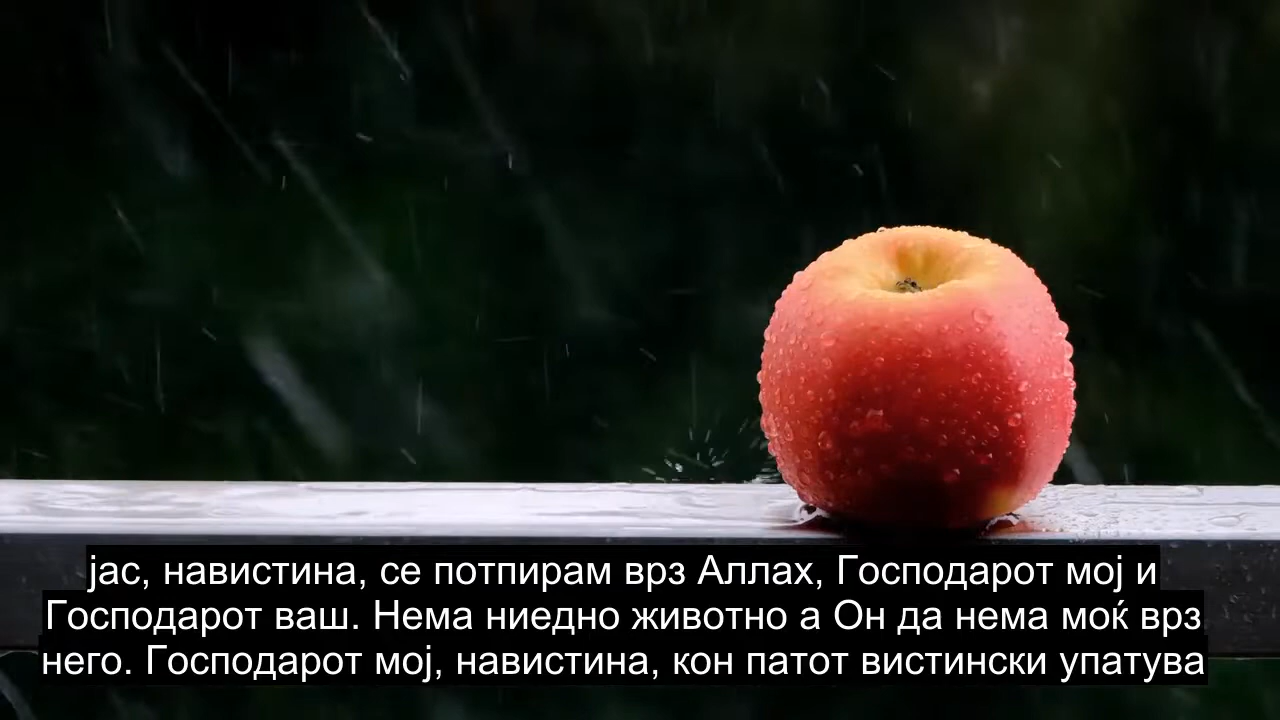 јас, навистина, се потпирам врз Аллах, Господарот мој и
Господарот ваш. Нема ниедно животно а Он да нема моќ врз
него. Господарот мој, навистина, кон патот вистински упатува